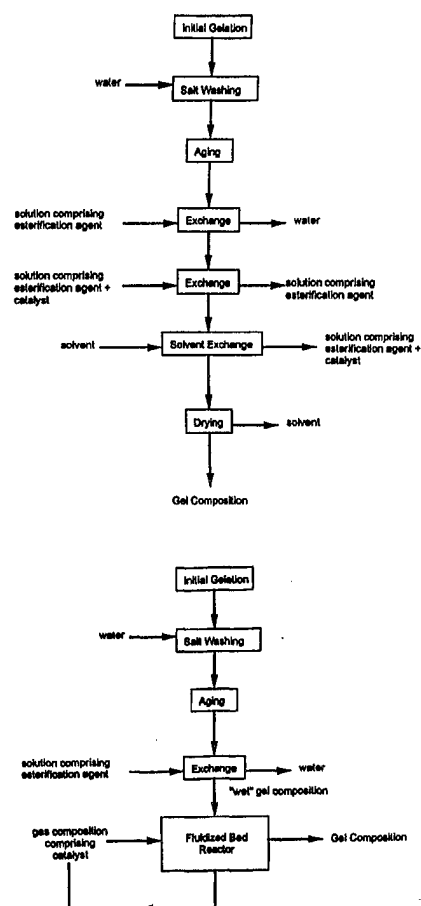 Initial Gelation
water
Salt Washing
Aging
solution comprising
esterification agent
Exchange
water
solution comprising
esterification agent +
catalyst
Exchange
solution comprising
esterification agent
solvent
Solvent Exchange
solution comprising
esterification agent +
catalyst
Drying
solvent
Gel Composition
Initial Gelation
water
Salt Washing
Aging
solution comprising
esterification agent
Exchange
water
"wet" gel composition
gas composition
comprising
catalyst
Fluidized Bed
Reactor
Gel Composition